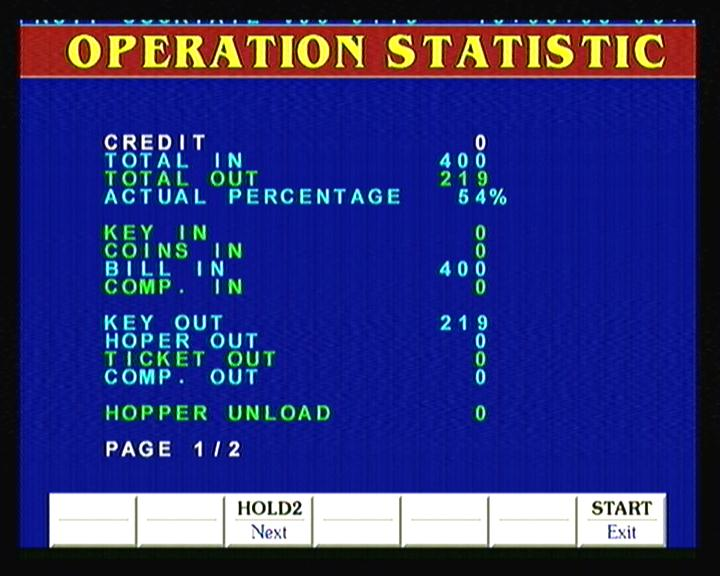 OPERATION STATISTIC
CREDIT 0
TOTAL IN 400
TOTAL OUT 219
ACTUAL PERCENTAGE 54%
KEY IN 0
COINS IN 0
BILL IN 400
COMP. IN 0
KEY OUT 219
HOPER OUT 0
TICKET OUT 0
COMP. OUT 0
HOPPER UNLOAD 0
PAGE 1/2
HOLD2 START
Next Exit